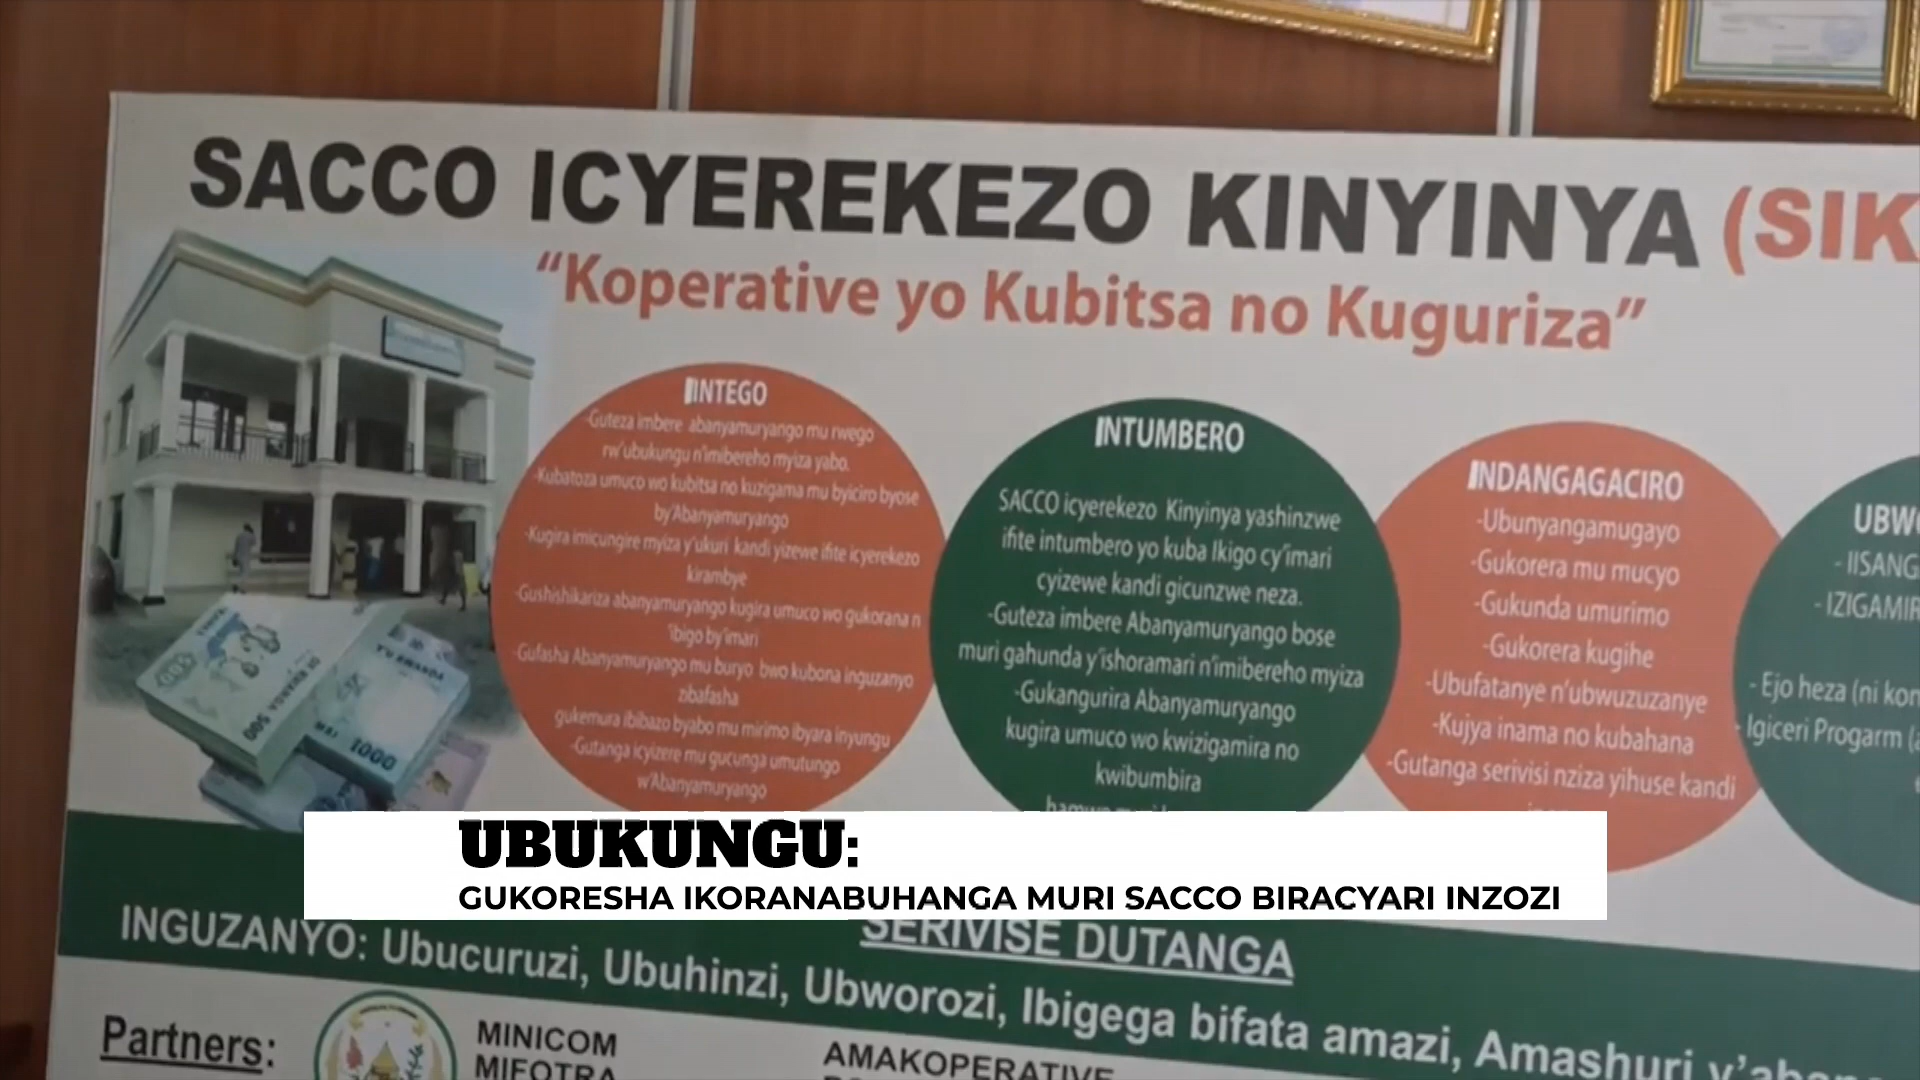 SACCO ICYEREKEZO KINYINYA (SIK
“Koperative yo Kubitsa no Kuguriza”
INTEGO
-Guteza imbere abanyamuryango mu rwego
rw'ubukungu n'imibereho myiza yabo.
-Kubatoza umuco wo kubitsa no kuzigama mu byiciro byose
by'Abanyamuryango
-Kugira imicungire myiza y'ukuri kandi yizewe ifite icyerekezo
kirambye
-Gushishikariza abanyamuryango kugira umuco wo gukorana n
'ibigo by'imari
-Gufasha Abanyamuryango mu buryo bwo kubona inguzanyo
zibafasha
gukemura ibibazo byabo mu mirimo ibyara inyungu
-Gutanga icyizere mu gucunga umutungo
w'Abanyamuryango
INTUMBERO
SACCO icyerekezo Kinyinya yashinzwe
ifite intumbero yo kuba Ikigo cy'imari
cyizewe kandi gicunzwe neza.
-Guteza imbere Abanyamuryango bose
muri gahunda y'ishoramari n'imibereho myiza
-Gukangurira Abanyamuryango
kugira umuco wo kwizigamira no
kwibumbira
INDANGAGACIRO
-Ubunyangamugayo
-Gukorera mu mucyo
-Gukunda umurimo
-Gukorera kugihe
-Ubufatanye n'ubwuzuzanye
-Kujya inama no kubahana
-Gutanga serivisi nziza yihuse kandi
UBW
- IISANG
- IZIGAMIR
- Ejo heza (ni kon
- Igiceri Progarm (a
500
1000
UBUKUNGU:
GUKORESHA IKORANABUHANGA MURI SACCO BIRACYARI INZOZI
SERIVISE DUTANGA
INGUZANYO: Ubucuruzi, Ubuhinzi, Ubworozi, Ibigega bifata amazi, Amashuri y'aban
Partners:
MINICOM
MIFOTRA
AMAKOPERATIVE